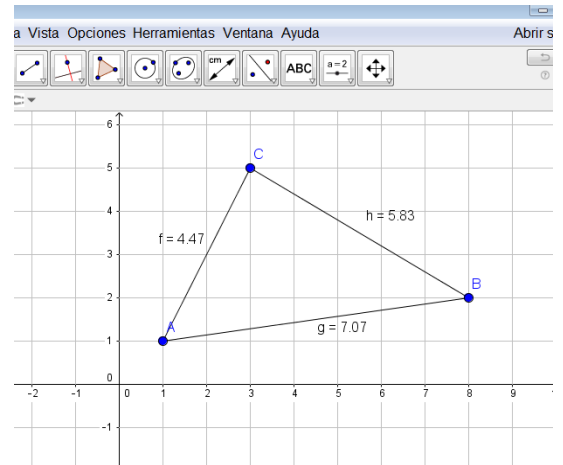 a Vista Opciones Herramientas Ventana Ayuda Abrir s
cm ABC a = 2
6
C
5
4
h = 5.83
f = 4.47
3
B
2
A
g = 7.07
1
0
-2 -1 0 1 2 3 4 5 6 7 8 9
-1